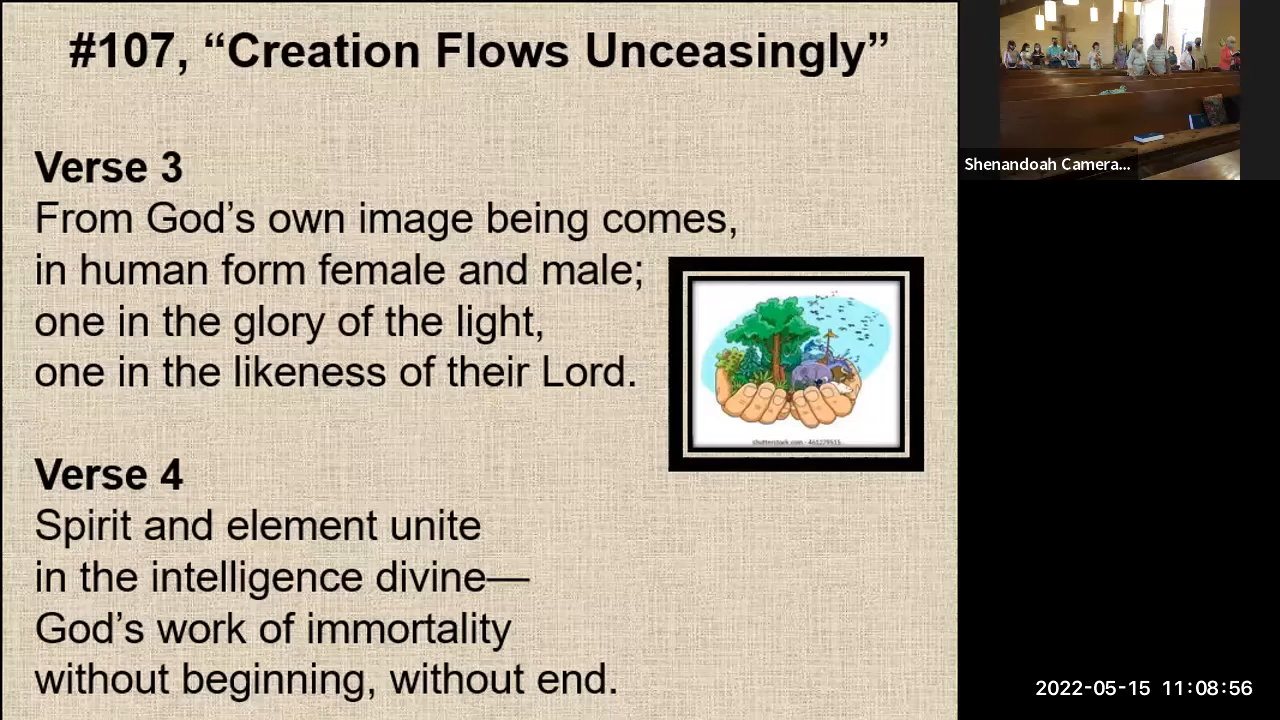 #107, “Creation Flows Unceasingly”
Verse 3
From God’s own image being comes,
in human form female and male;
one in the glory of the light,
one in the likeness of their Lord.
Verse 4
Spirit and element unite
in the intelligence divine—
God’s work of immortality
without beginning, without end.
shutterstock.com
Shenandoah Camera...
2022-05-15 11:08:56